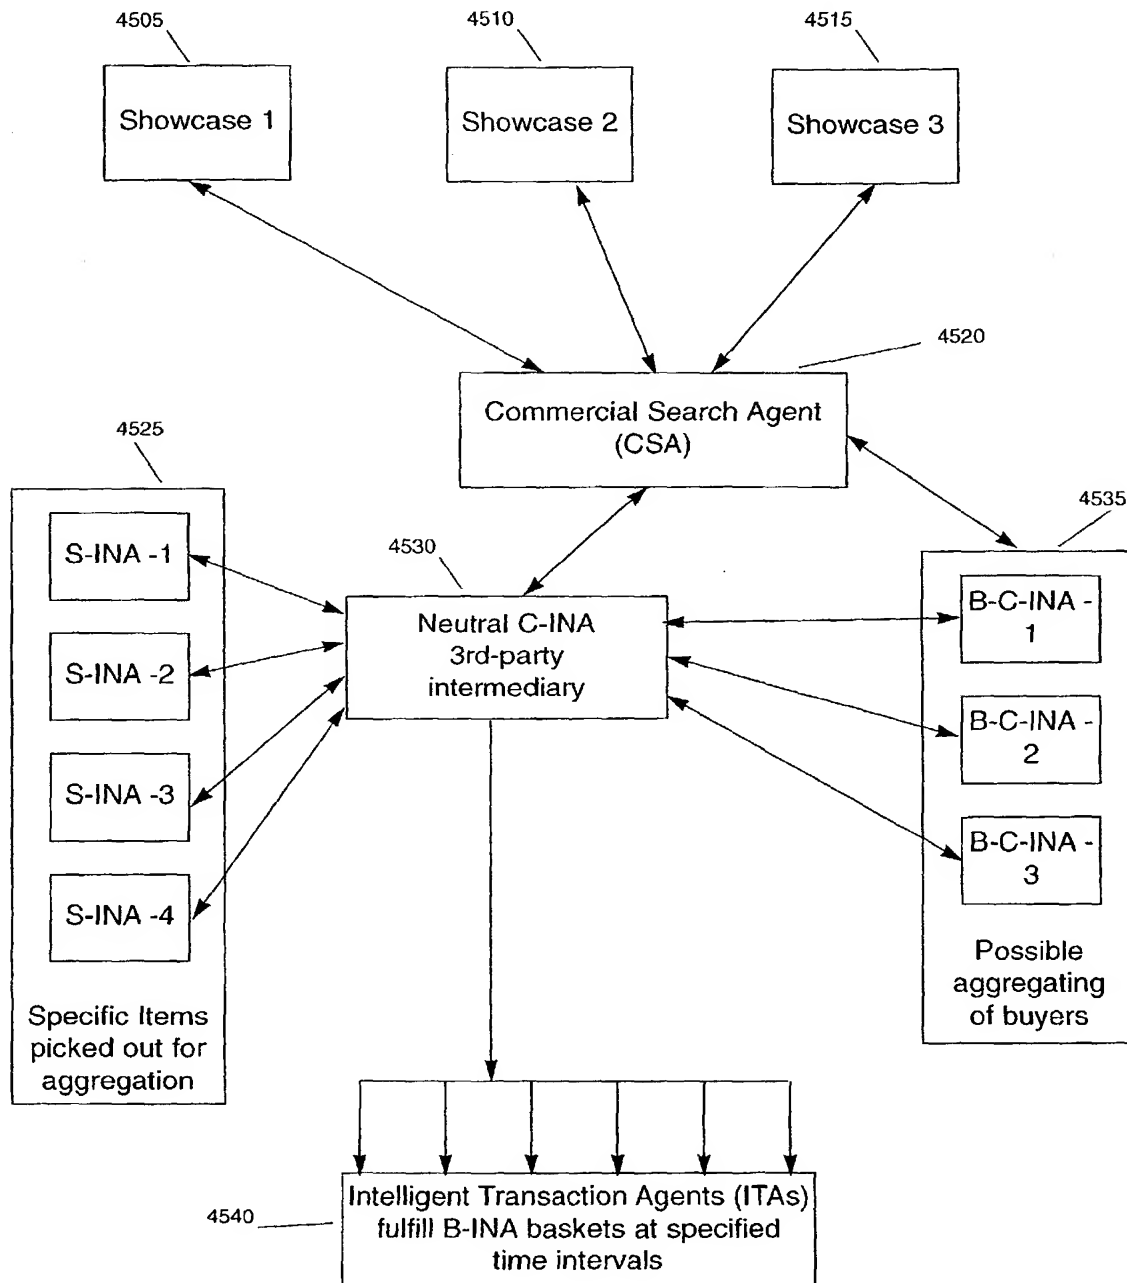 4505
4510
4515
Showcase 1
Showcase 2
Showcase 3
4520
Commercial Search Agent
(CSA)
4525
4535
S-INA -1
S-INA -2
S-INA -3
S-INA -4
Specific Items
picked out for
aggregation
4530
Neutral C-INA
3rd-party
intermediary
B-C-INA -
1
B-C-INA -
2
B-C-INA -
3
Possible
aggregating
of buyers
4540
Intelligent Transaction Agents (ITAs)
fulfill B-INA baskets at specified
time intervals